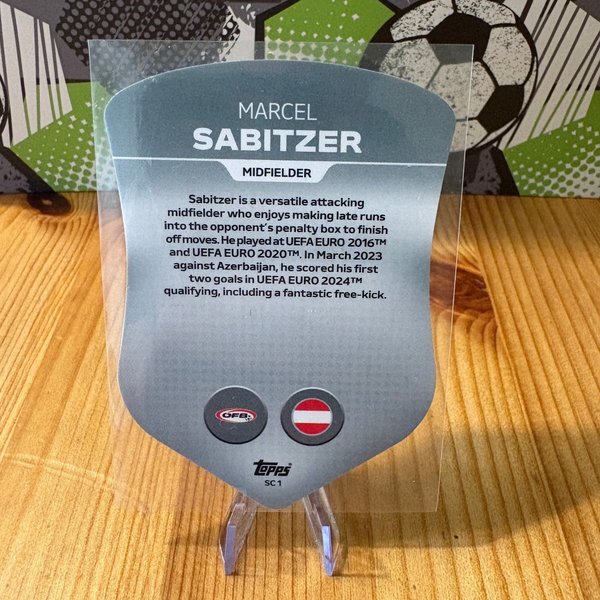 MARCEL
SABITZER
MIDFIELDER
Sabitzer is a versatile attacking
midfielder who enjoys making late runs
into the opponent's penalty box to finish
off moves. He played at UEFA EURO 2016™
and UEFA EURO 2020™. In March 2023
against Azerbaijan, he scored his first
two goals in UEFA EURO 2024™
qualifying, including a fantastic free-kick.
ÖFB
Topps
SC 1